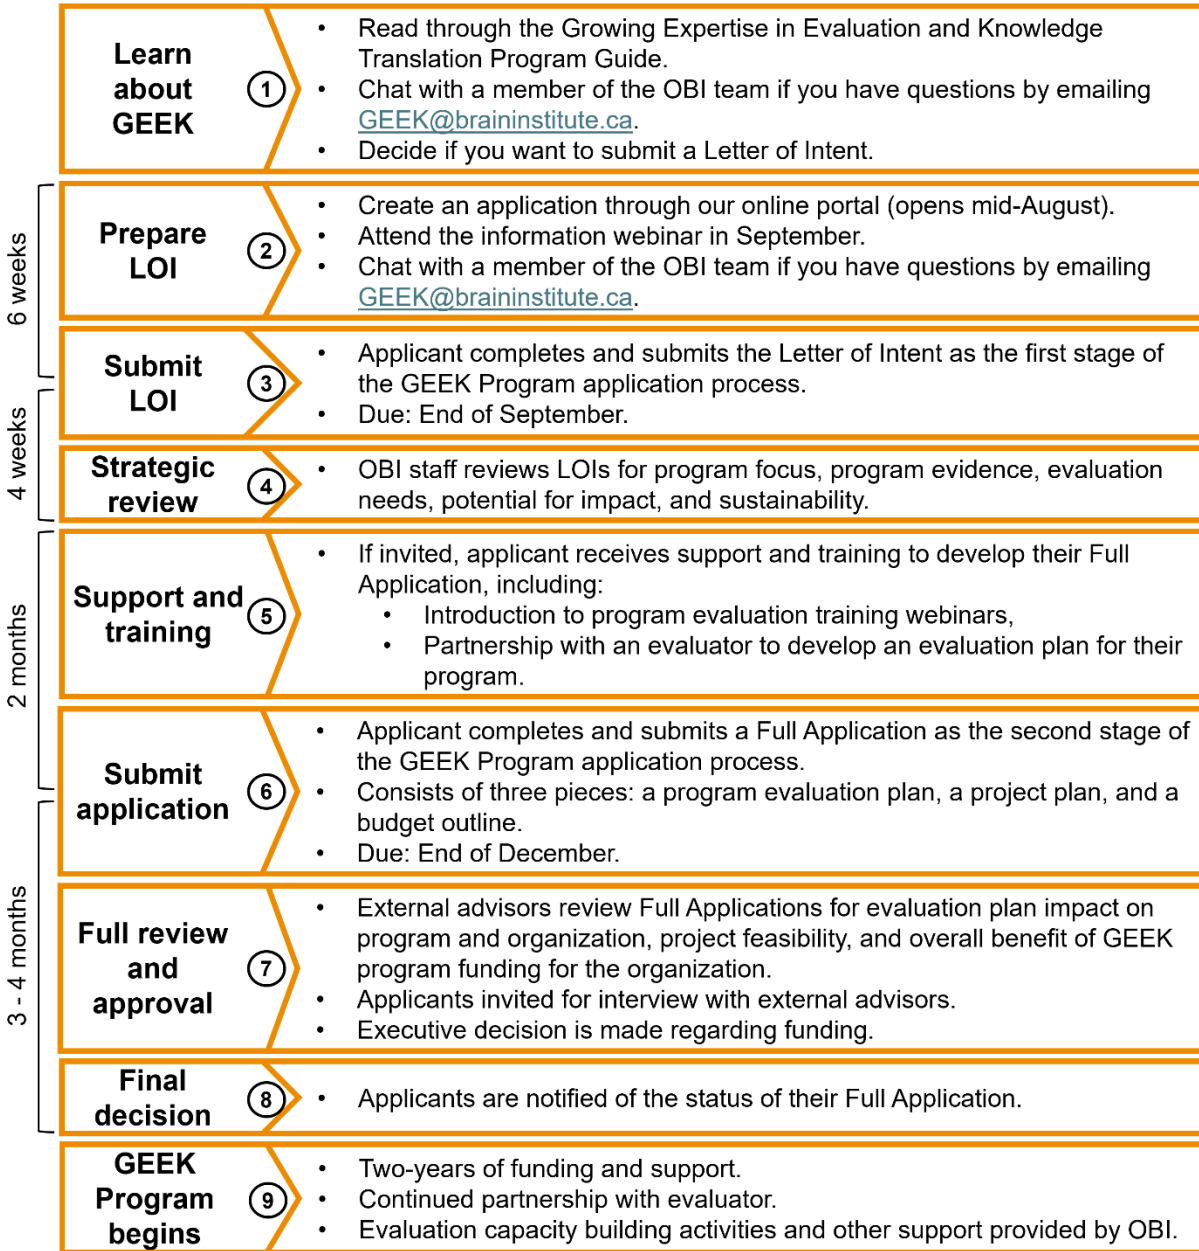 Learn
about
GEEK
1
• Read through the Growing Expertise in Evaluation and Knowledge
Translation Program Guide.
• Chat with a member of the OBI team if you have questions by emailing
GEEK@braininstitute.ca.
• Decide if you want to submit a Letter of Intent.
6 weeks
Prepare
LOI
2
• Create an application through our online portal (opens mid-August).
• Attend the information webinar in September.
• Chat with a member of the OBI team if you have questions by emailing
GEEK@braininstitute.ca.
Submit
LOI
3
• Applicant completes and submits the Letter of Intent as the first stage of
the GEEK Program application process.
• Due: End of September.
4 weeks
Strategic
review
4
• OBI staff reviews LOIs for program focus, program evidence, evaluation
needs, potential for impact, and sustainability.
2 months
Support and
training
5
• If invited, applicant receives support and training to develop their Full
Application, including:
• Introduction to program evaluation training webinars,
• Partnership with an evaluator to develop an evaluation plan for their
program.
Submit
application
6
• Applicant completes and submits a Full Application as the second stage of
the GEEK Program application process.
• Consists of three pieces: a program evaluation plan, a project plan, and a
budget outline.
• Due: End of December.
3 - 4 months
Full review
and
approval
7
• External advisors review Full Applications for evaluation plan impact on
program and organization, project feasibility, and overall benefit of GEEK
program funding for the organization.
• Applicants invited for interview with external advisors.
• Executive decision is made regarding funding.
Final
decision
8
• Applicants are notified of the status of their Full Application.
GEEK
Program
begins
9
• Two-years of funding and support.
• Continued partnership with evaluator.
• Evaluation capacity building activities and other support provided by OBI.